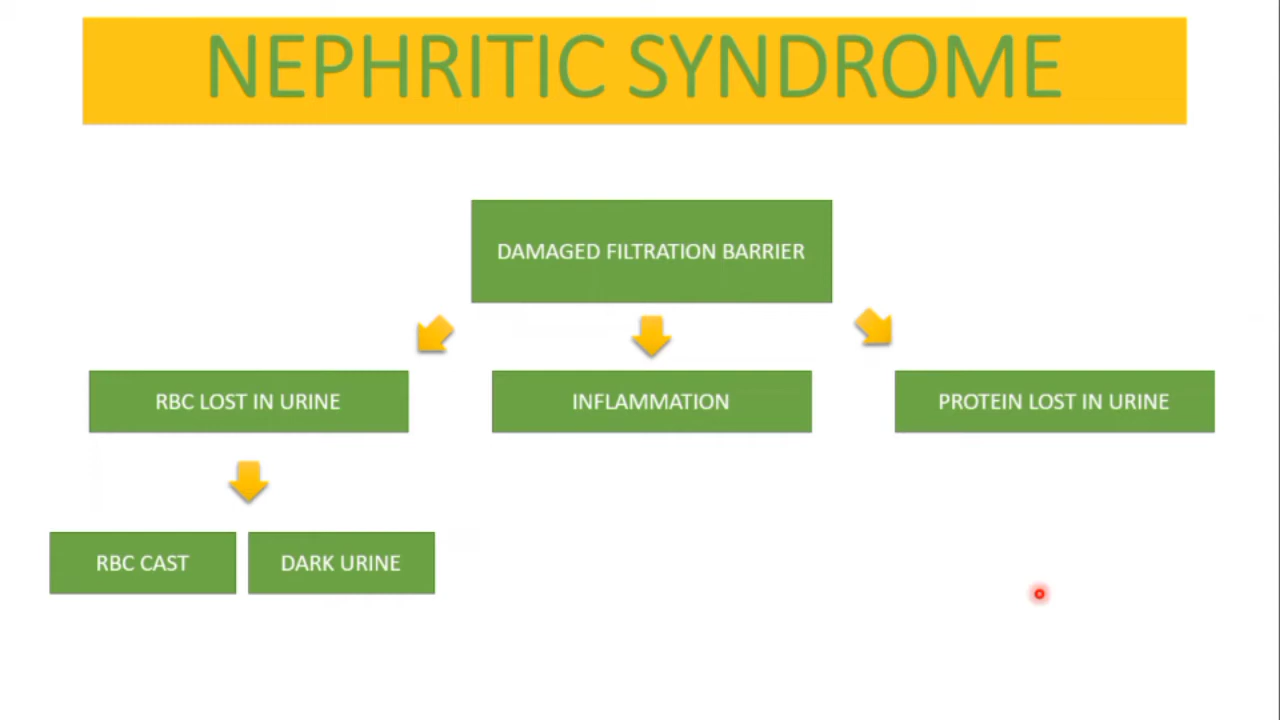 NEPHRITIC SYNDROME
DAMAGED FILTRATION BARRIER
RBC LOST IN URINE
INFLAMMATION
PROTEIN LOST IN URINE
RBC CAST
DARK URINE